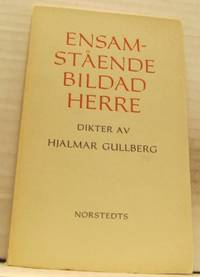 ENSAM-
STÅENDE
BILDAD
HERRE
DIKTER AV
HJALMAR GULLBERG
NORSTEDTS